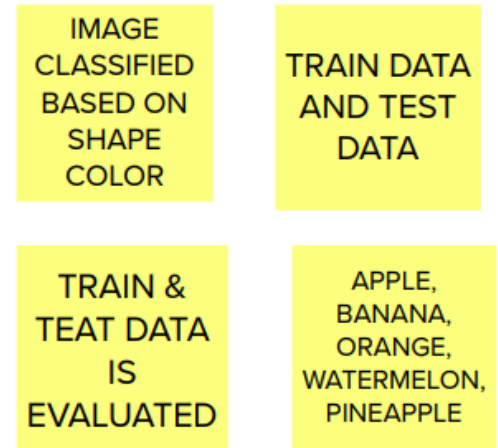 IMAGE
CLASSIFIED
BASED ON
SHAPE
COLOR
TRAIN DATA
AND TEST
DATA
TRAIN &
TEAT DATA
IS
EVALUATED
APPLE,
BANANA,
ORANGE,
WATERMELON,
PINEAPPLE